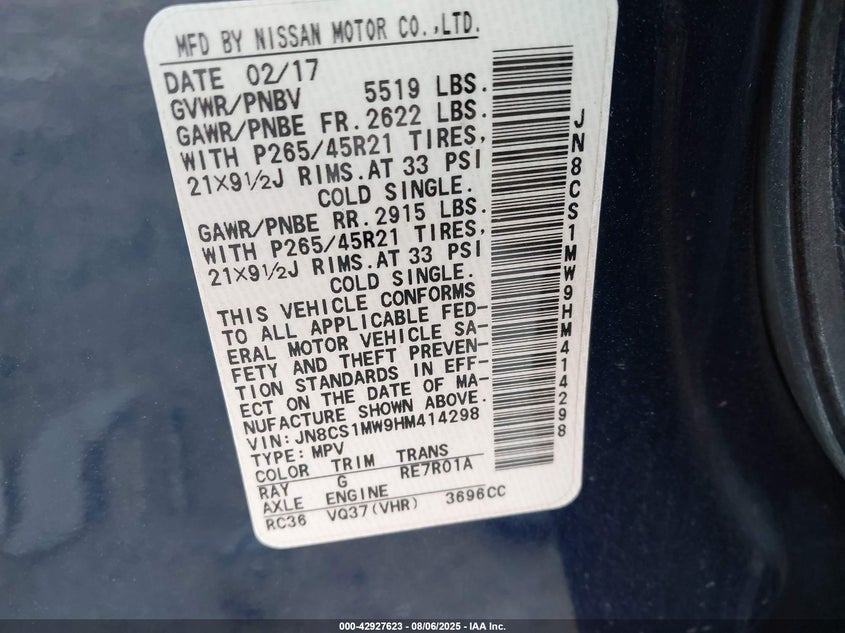 MFD BY NISSAN MOTOR CO.,LTD.
DATE 02/17
GVWR/PNBV 5519 LBS.
GAWR/PNBE FR.2622 LBS.
WITH P265/45R21 TIRES,
21X9½J RIMS.AT 33 PSI
COLD SINGLE.
GAWR/PNBE RR.2915 LBS.
WITH P265/45R21 TIRES,
21X9½J RIMS.AT 33 PSI
COLD SINGLE.
THIS VEHICLE CONFORMS
TO ALL APPLICABLE FED-
ERAL MOTOR VEHICLE SA-
FETY AND THEFT PREVEN-
TION STANDARDS IN EFF-
ECT ON THE DATE OF MA-
NUFACTURE SHOWN ABOVE.
VIN:JN8CS1MW9HM414298
TYPE:MPV
COLOR TRIM TRANS
RAY G RE7R01A
AXLE ENGINE
RC36 VQ37(VHR) 3696CC
JN8CS1MW9HM414298
000-42927623 - 08/06/2025 - IAA Inc.